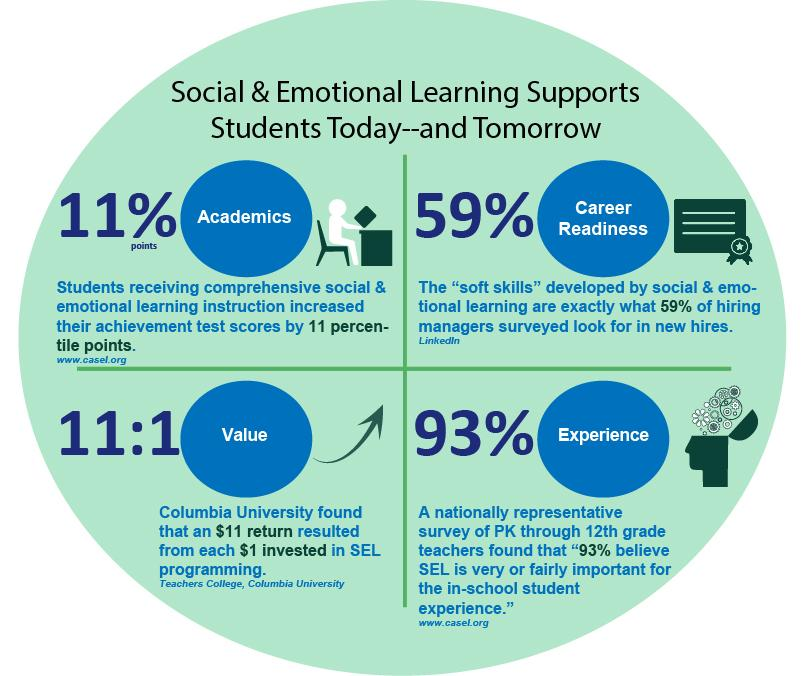 Social & Emotional Learning Supports
Students Today--and Tomorrow
11%
points
Academics
Students receiving comprehensive social &
emotional learning instruction increased
their achievement test scores by 11 percen-
tile points.
www.casel.org
59%
Career
Readiness
The “soft skills” developed by social & emo-
tional learning are exactly what 59% of hiring
managers surveyed look for in new hires.
LinkedIn
11:1
Value
Columbia University found
that an $11 return resulted
from each $1 invested in SEL
programming.
Teachers College, Columbia University
93%
Experience
A nationally representative
survey of PK through 12th grade
teachers found that “93% believe
SEL is very or fairly important for
the in-school student
experience.”
www.casel.org